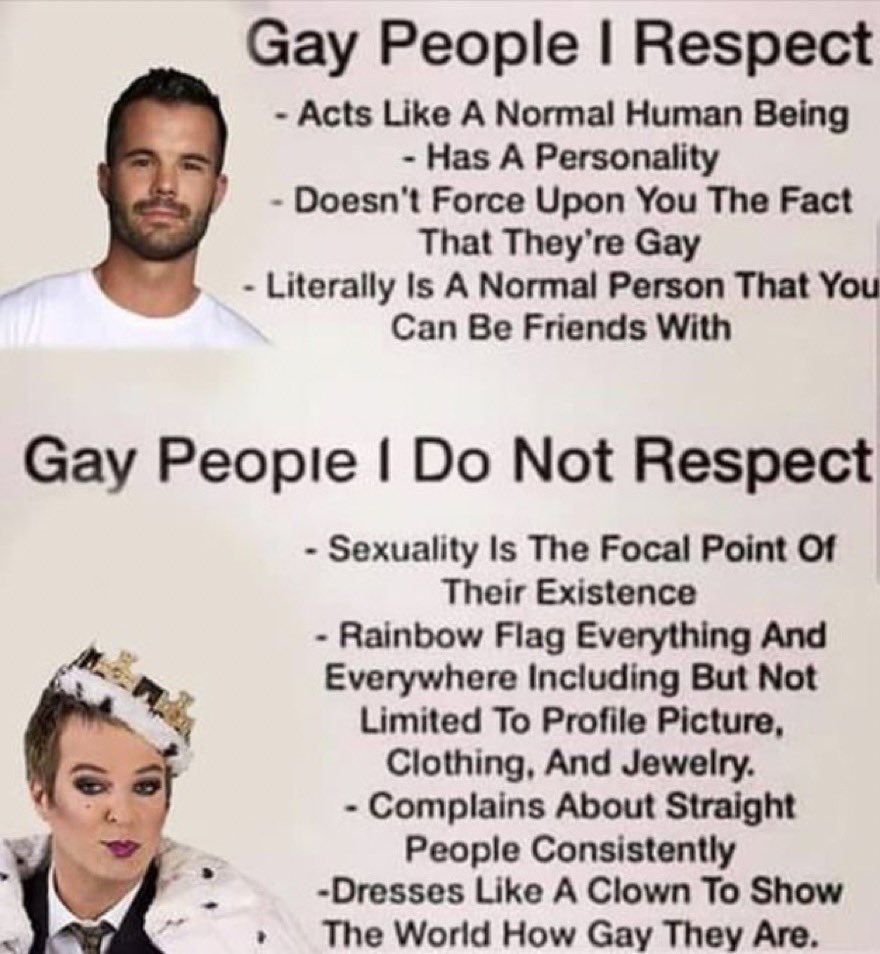 Gay People I Respect
- Acts Like A Normal Human Being
- Has A Personality
- Doesn't Force Upon You The Fact
That They're Gay
- Literally Is A Normal Person That You
Can Be Friends With
Gay People I Do Not Respect
- Sexuality Is The Focal Point Of
Their Existence
- Rainbow Flag Everything And
Everywhere Including But Not
Limited To Profile Picture,
Clothing, And Jewelry.
- Complains About Straight
People Consistently
-Dresses Like A Clown To Show
The World How Gay They Are.